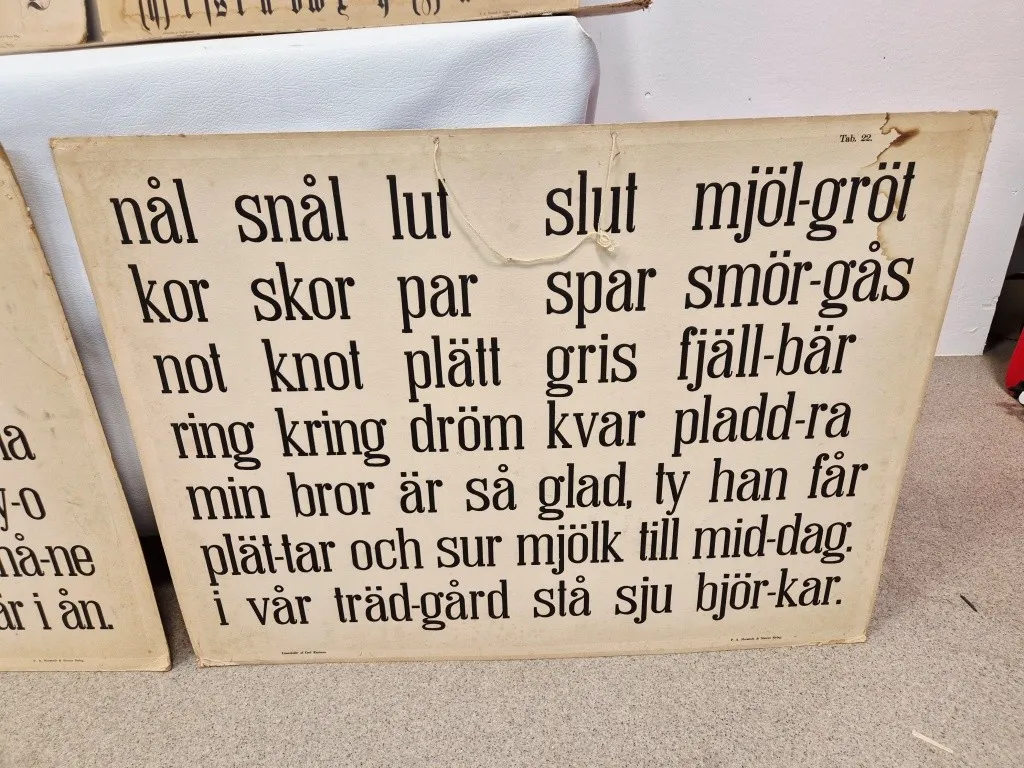 Tab. 22.
nål snål lut slut mjöl-gröt
kor skor par spar smör-gås
not knot plätt gris fjäll-bär
ring kring dröm kvar pladd-ra
min bror är så glad, ty han får
plät-tar och sur mjölk till mid-dag.
i vår träd-gård stå sju björ-kar.
y-o
må-ne
är i ån.